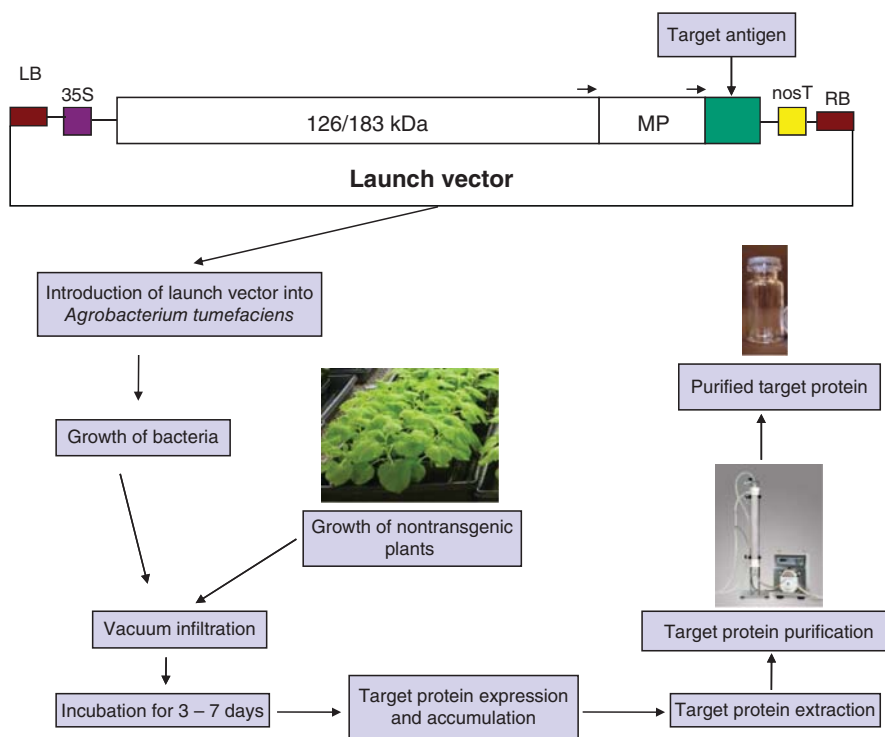 Target antigen
LB
35S
nosT
RB
126/183 kDa
MP
Launch vector
Introduction of launch vector into
Agrobacterium tumefaciens
Growth of bacteria
Growth of nontransgenic
plants
Vacuum infiltration
Incubation for 3 – 7 days
Target protein expression
and accumulation
Target protein extraction
Target protein purification
Purified target protein